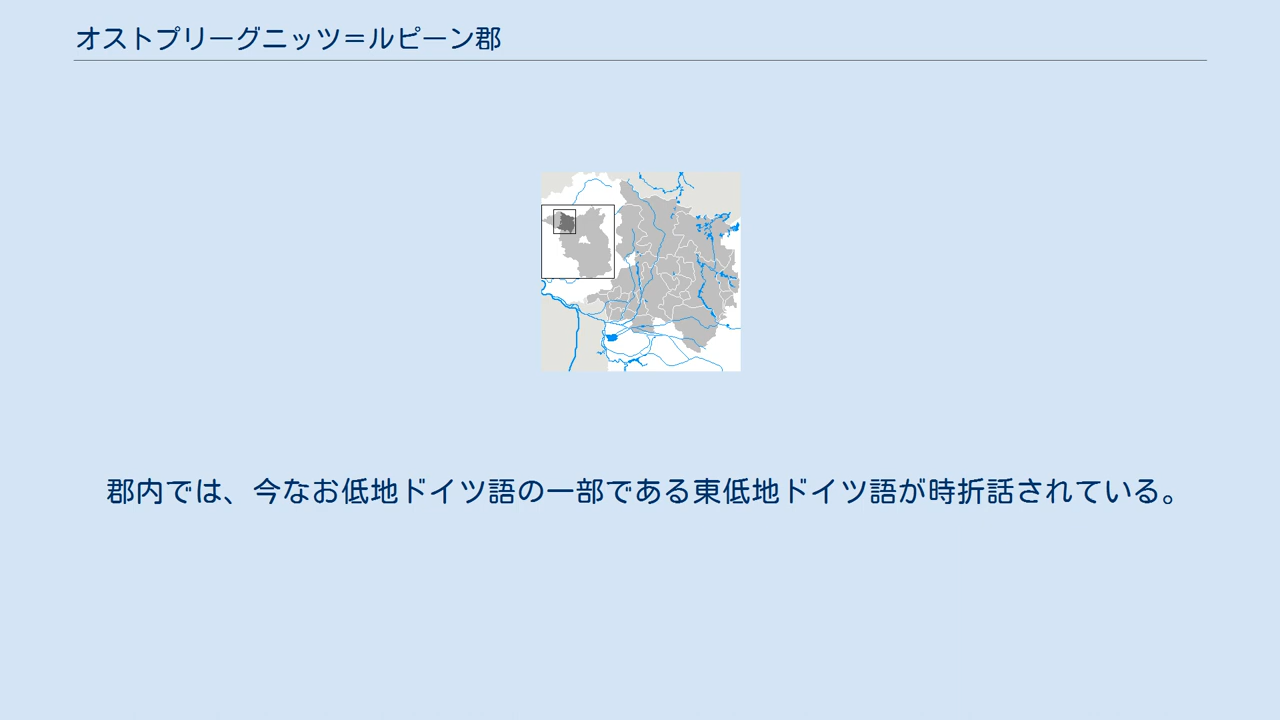 オストプリーグニッツ＝ルピーン郡
郡内では、今なお低地ドイツ語の一部である東低地ドイツ語が時折話されている。